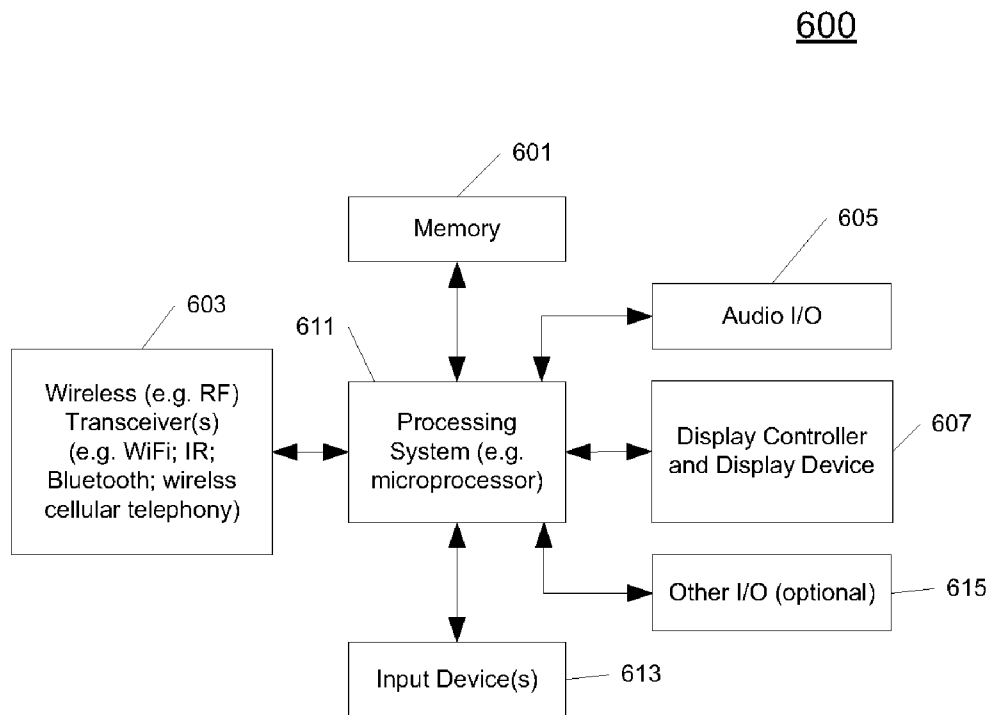 600
601
Memory
605
Audio I/O
603
611
Wireless (e.g. RF)
Transceiver(s)
(e.g. WiFi; IR;
Bluetooth; wirelss
cellular telephony)
Processing
System (e.g.
microprocessor)
Display Controller
and Display Device
607
Other I/O (optional)
615
Input Device(s)
613